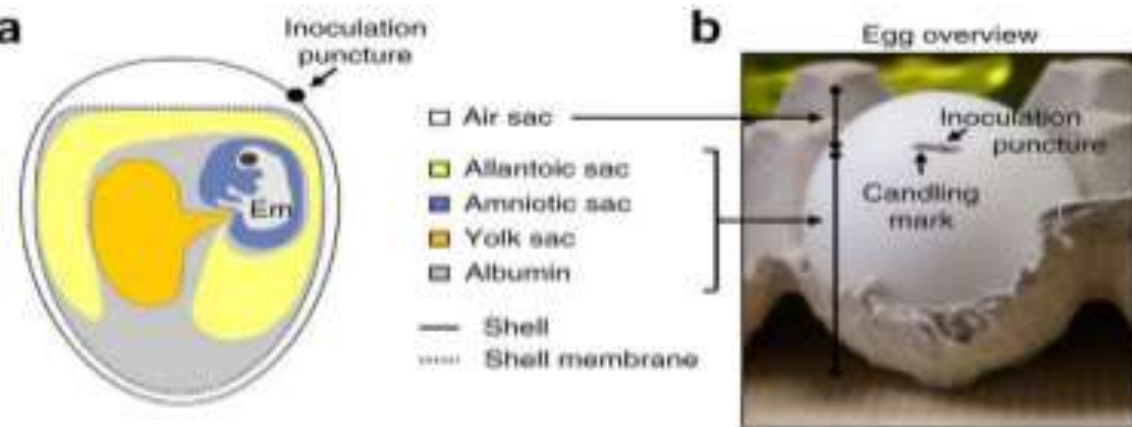 a
Inoculation
puncture
Em
Air sac
Allantoic sac
Amniotic sac
Yolk sac
Albumin
Shell
Shell membrane
b
Egg overview
Inoculation
puncture
Candling
mark